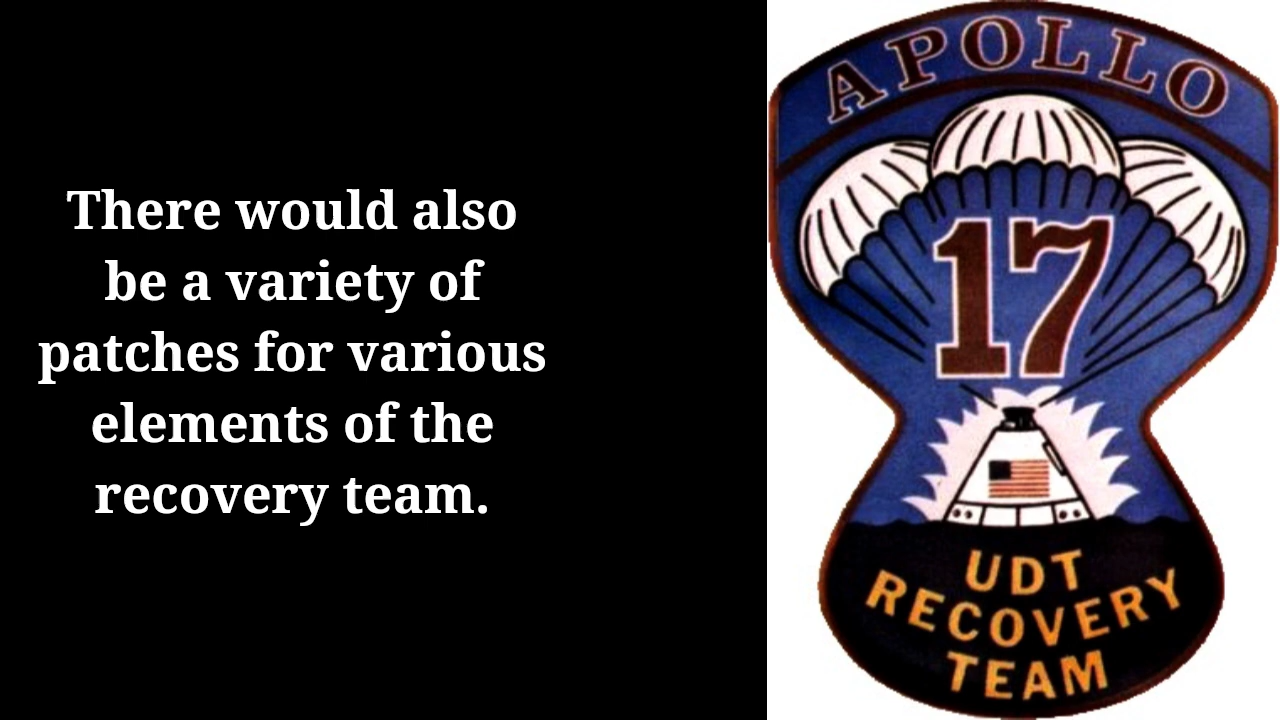 There would also
be a variety of
patches for various
elements of the
recovery team.
APOLLO
17
UDT
RECOVERY
TEAM